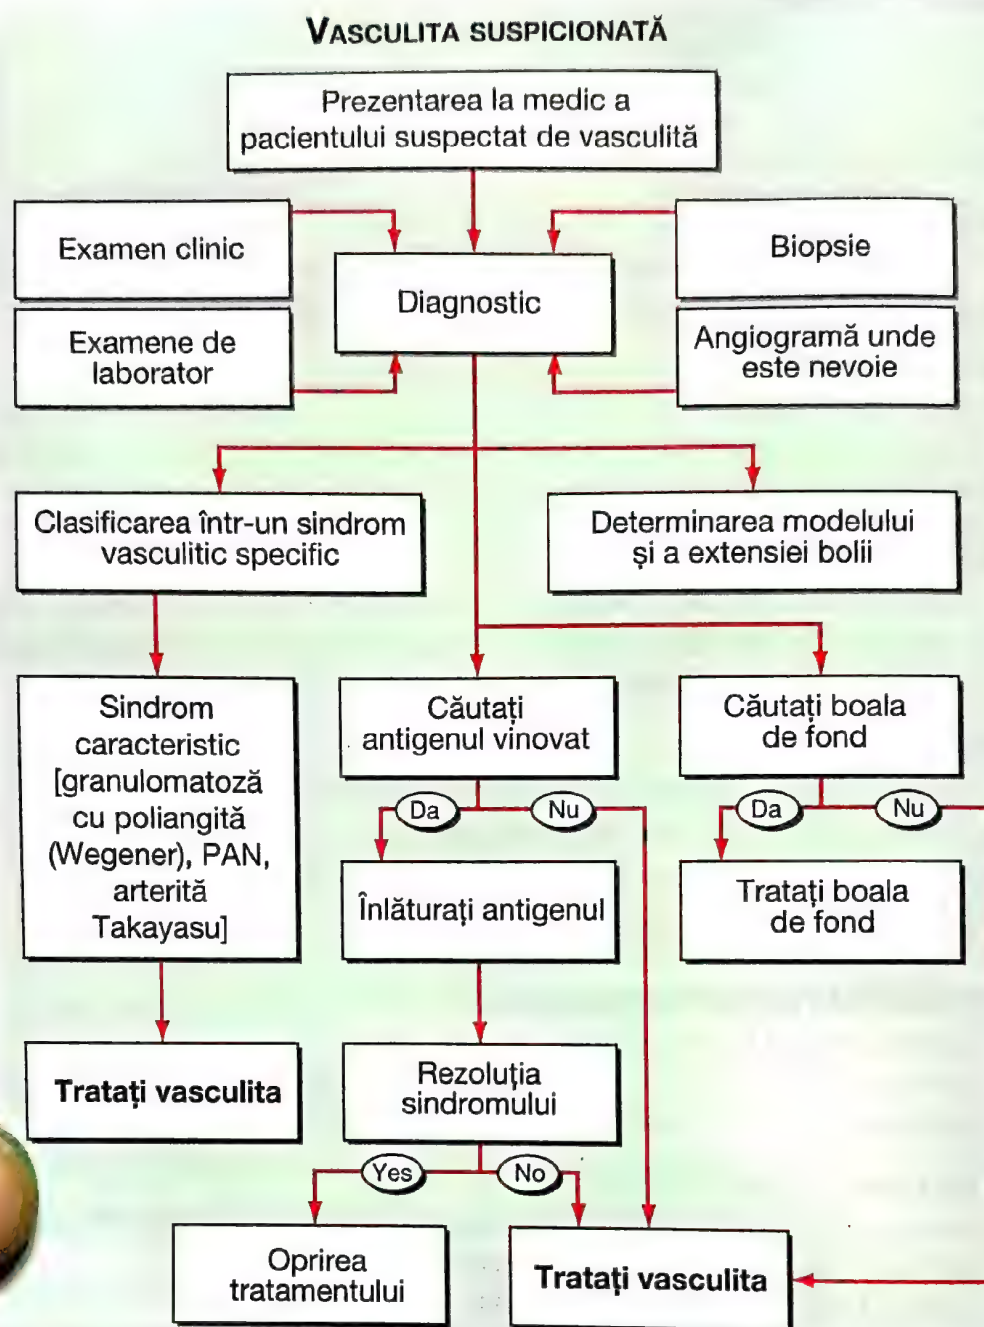 VASCULITA SUSPICIONATĂ
Prezentarea la medic a
pacientului suspectat de vasculită
Examen clinic
Biopsie
Diagnostic
Examene de
laborator
Angiogramă unde
este nevoie
Clasificarea într-un sindrom
vasculitic specific
Determinarea modelului
și a extensiei bolii
Sindrom
caracteristic
[granulomatoză
cu poliangită
(Wegener), PAN,
arterită
Takayasu]
Căutați
antigenul vinovat
Căutați boala
de fond
Da
Nu
Da
Nu
Înlăturați antigenul
Tratați boala
de fond
Tratați vasculita
Rezoluția
sindromului
Yes
No
Oprirea
tratamentului
Tratați vasculita